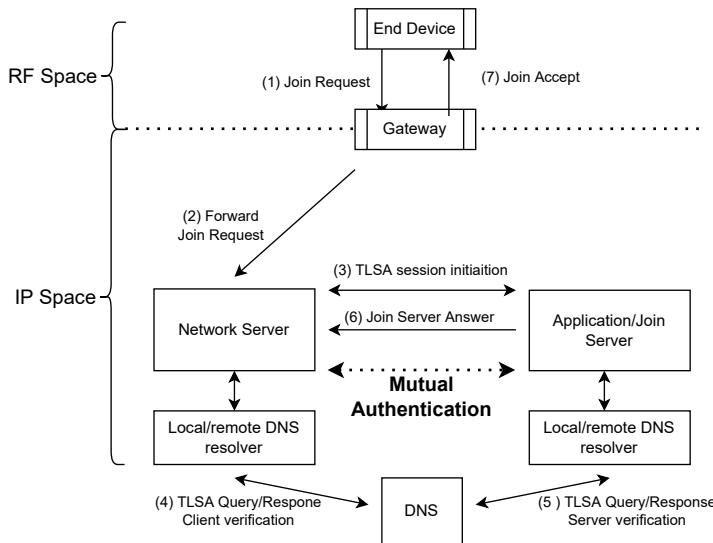 End Device
RF Space
(1) Join Request
(7) Join Accept
Gateway
(2) Forward
Join Request
(3) TLSA session initiaition
IP Space
Network Server
(6) Join Server Answer
Application/Join
Server
Mutual
Authentication
Local/remote DNS
resolver
Local/remote DNS
resolver
(4) TLSA Query/Respone
Client verification
DNS
(5 ) TLSA Query/Response
Server verification